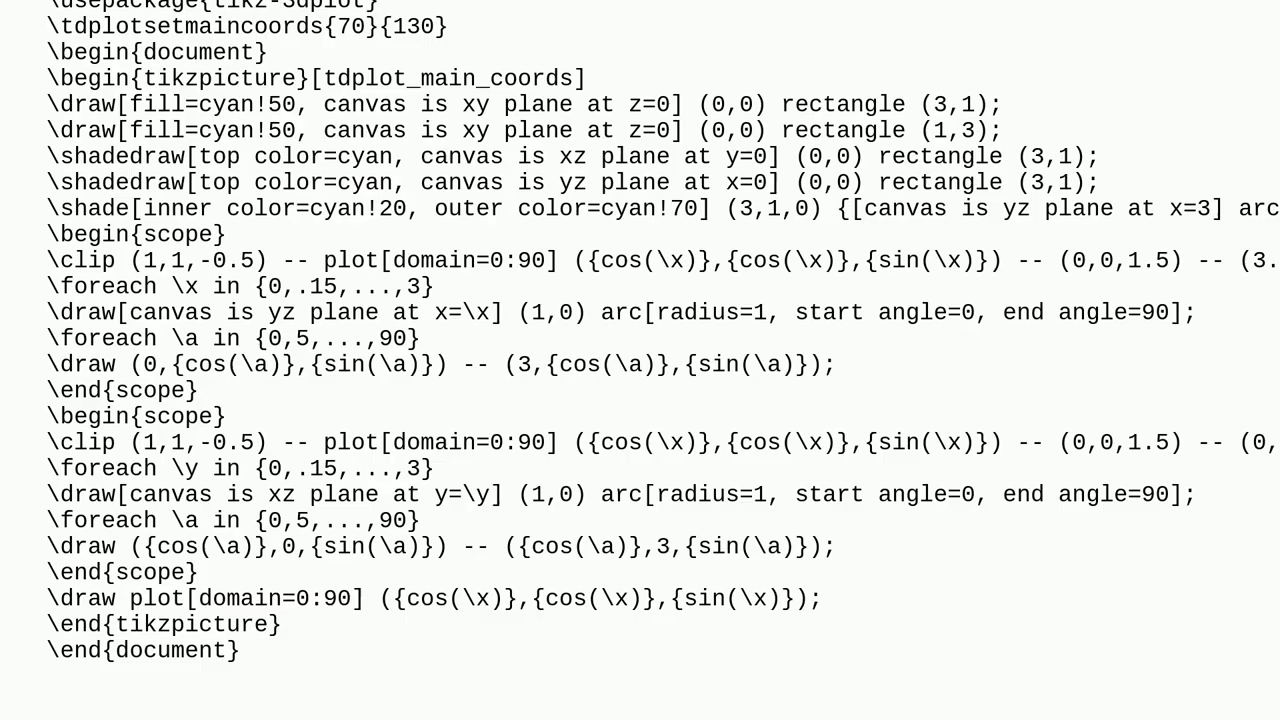 \usepackage{tikz-3dplot}
\tdplotsetmaincoords{70}{130}
\begin{document}
\begin{tikzpicture}[tdplot_main_coords]
\draw[fill=cyan!50, canvas is xy plane at z=0] (0,0) rectangle (3,1);
\draw[fill=cyan!50, canvas is xy plane at z=0] (0,0) rectangle (1,3);
\shadedraw[top color=cyan, canvas is xz plane at y=0] (0,0) rectangle (3,1);
\shadedraw[top color=cyan, canvas is yz plane at x=0] (0,0) rectangle (3,1);
\shade[inner color=cyan!20, outer color=cyan!70] (3,1,0) {[canvas is yz plane at x=3] arc
\begin{scope}
\clip (1,1,-0.5) -- plot[domain=0:90] ({cos(\x)},{cos(\x)},{sin(\x)}) -- (0,0,1.5) -- (3.
\foreach \x in {0,.15,...,3}
\draw[canvas is yz plane at x=\x] (1,0) arc[radius=1, start angle=0, end angle=90];
\foreach \a in {0,5,...,90}
\draw (0,{cos(\a)},{sin(\a)}) -- (3,{cos(\a)},{sin(\a)});
\end{scope}
\begin{scope}
\clip (1,1,-0.5) -- plot[domain=0:90] ({cos(\x)},{cos(\x)},{sin(\x)}) -- (0,0,1.5) -- (0,
\foreach \y in {0,.15,...,3}
\draw[canvas is xz plane at y=\y] (1,0) arc[radius=1, start angle=0, end angle=90];
\foreach \a in {0,5,...,90}
\draw ({cos(\a)},0,{sin(\a)}) -- ({cos(\a)},3,{sin(\a)});
\end{scope}
\draw plot[domain=0:90] ({cos(\x)},{cos(\x)},{sin(\x)});
\end{tikzpicture}
\end{document}